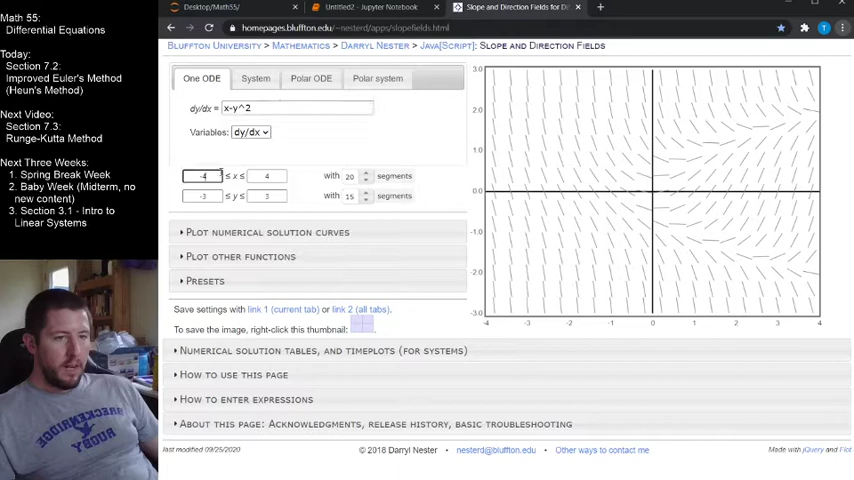 Math 55:
Differential Equations
Today:
Section 7.2
Improved Euler's Method
(Heun's Method)
Next Video:
Section 7.3
Runge-Kutta Method
Next Three Weeks:
1. Spring Break Week
2. Baby Week (Midterm, no
new content)
3. Section 3.1 - Intro to
Linear Systems
Desktop/Math55/
Untitled2 - Jupyter Notebook
Slope and Direction Fields for Di
homepages.bluffton.edu/~nesterd/apps/slopefields.html
BLUFFTON UNIVERSITY > MATHEMATICS > DARRYL NESTER > JAVA[SCRIPT]: SLOPE AND DIRECTION FIELDS
One ODE
System
Polar ODE
Polar system
dy/dx = x-y^2
Variables: dy/dx
-4 ≤ x ≤ 4 with 20 segments
-3 ≤ y ≤ 3 with 15 segments
PLOT NUMERICAL SOLUTION CURVES
PLOT OTHER FUNCTIONS
PRESETS
Save settings with link 1 (current tab) or link 2 (all tabs).
To save the image, right-click this thumbnail:
3.0
2.0
1.0
0.0
-1.0
-2.0
-3.0
-4 -3 -2 -1 0 1 2 3 4
NUMERICAL SOLUTION TABLES, AND TIMEPLOTS (FOR SYSTEMS)
HOW TO USE THIS PAGE
HOW TO ENTER EXPRESSIONS
ABOUT THIS PAGE: ACKNOWLEDGMENTS, RELEASE HISTORY, BASIC TROUBLESHOOTING
last modified 09/25/2020
© 2018 Darryl Nester
nesterd@bluffton.edu
Other ways to contact me
Made with jQuery and Flot
BRECKENRIDGE
RUGBY